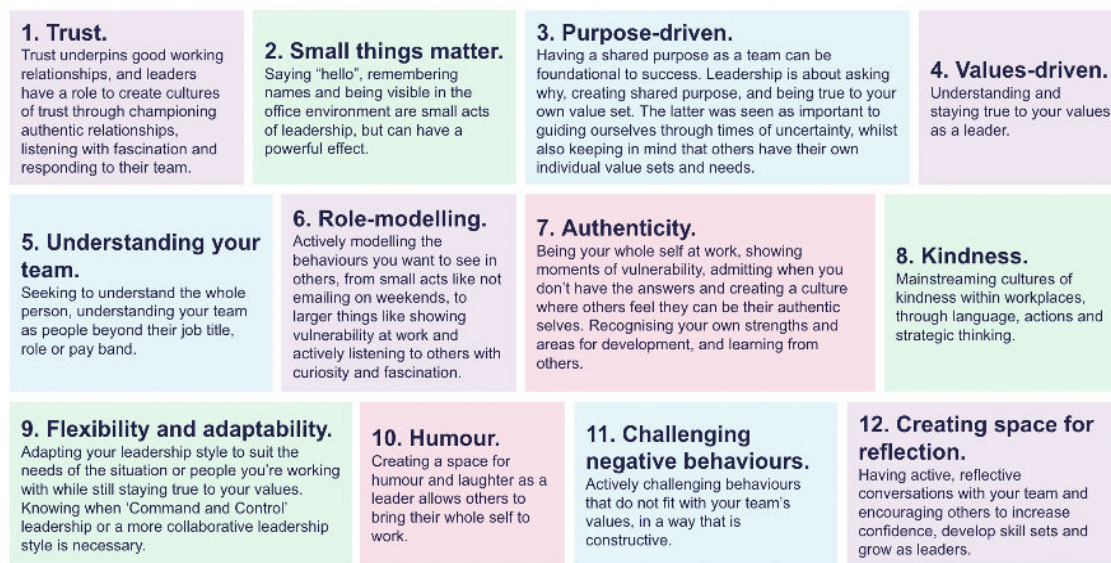 1. Trust.
Trust underpins good working
relationships, and leaders
have a role to create cultures
of trust through championing
authentic relationships,
listening with fascination and
responding to their team.
2. Small things matter.
Saying “hello”, remembering
names and being visible in the
office environment are small acts
of leadership, but can have a
powerful effect.
3. Purpose-driven.
Having a shared purpose as a team can be
foundational to success. Leadership is about asking
why, creating shared purpose, and being true to your
own value set. The latter was seen as important to
guiding ourselves through times of uncertainty, whilst
also keeping in mind that others have their own
individual value sets and needs.
4. Values-driven.
Understanding and
staying true to your values
as a leader.
5. Understanding your
team.
Seeking to understand the whole
person, understanding your team
as people beyond their job title,
role or pay band.
6. Role-modelling.
Actively modelling the
behaviours you want to see in
others, from small acts like not
emailing on weekends, to
larger things like showing
vulnerability at work and
actively listening to others with
curiosity and fascination.
7. Authenticity.
Being your whole self at work, showing
moments of vulnerability, admitting when you
don’t have the answers and creating a culture
where others feel they can be their authentic
selves. Recognising your own strengths and
areas for development, and learning from
others.
8. Kindness.
Mainstreaming cultures of
kindness within workplaces,
through language, actions and
strategic thinking.
9. Flexibility and adaptability.
Adapting your leadership style to suit the
needs of the situation or people you’re working
with while still staying true to your values.
Knowing when ‘Command and Control’
leadership or a more collaborative leadership
style is necessary.
10. Humour.
Creating a space for
humour and laughter as a
leader allows others to
bring their whole self to
work.
11. Challenging
negative behaviours.
Actively challenging behaviours
that do not fit with your team’s
values, in a way that is
constructive.
12. Creating space for
reflection.
Having active, reflective
conversations with your team and
encouraging others to increase
confidence, develop skill sets and
grow as leaders.